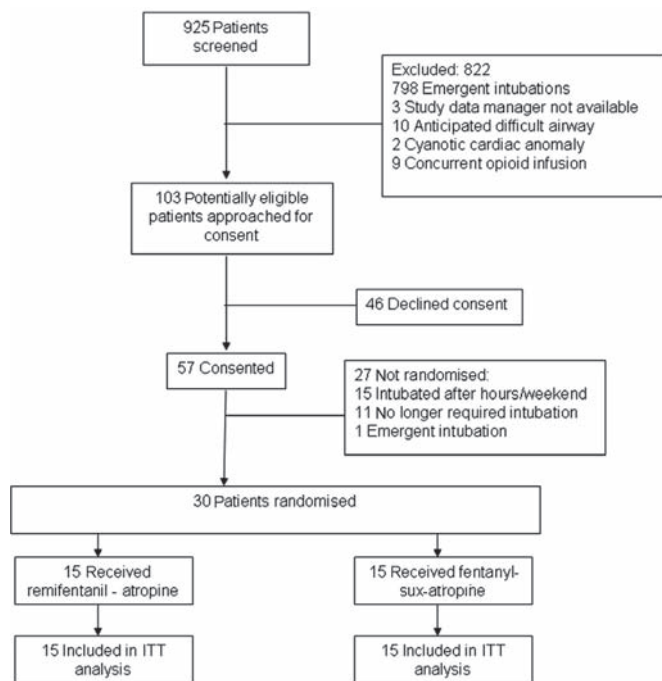 925 Patients
screened
Excluded: 822
798 Emergent intubations
3 Study data manager not available
10 Anticipated difficult airway
2 Cyanotic cardiac anomaly
9 Concurrent opioid infusion
103 Potentially eligible
patients approached for
consent
46 Declined consent
57 Consented
27 Not randomised:
15 Intubated after hours/weekend
11 No longer required intubation
1 Emergent intubation
30 Patients randomised
15 Received
remifentanil - atropine
15 Received fentanyl-
sux-atropine
15 Included in ITT
analysis
15 Included in ITT
analysis